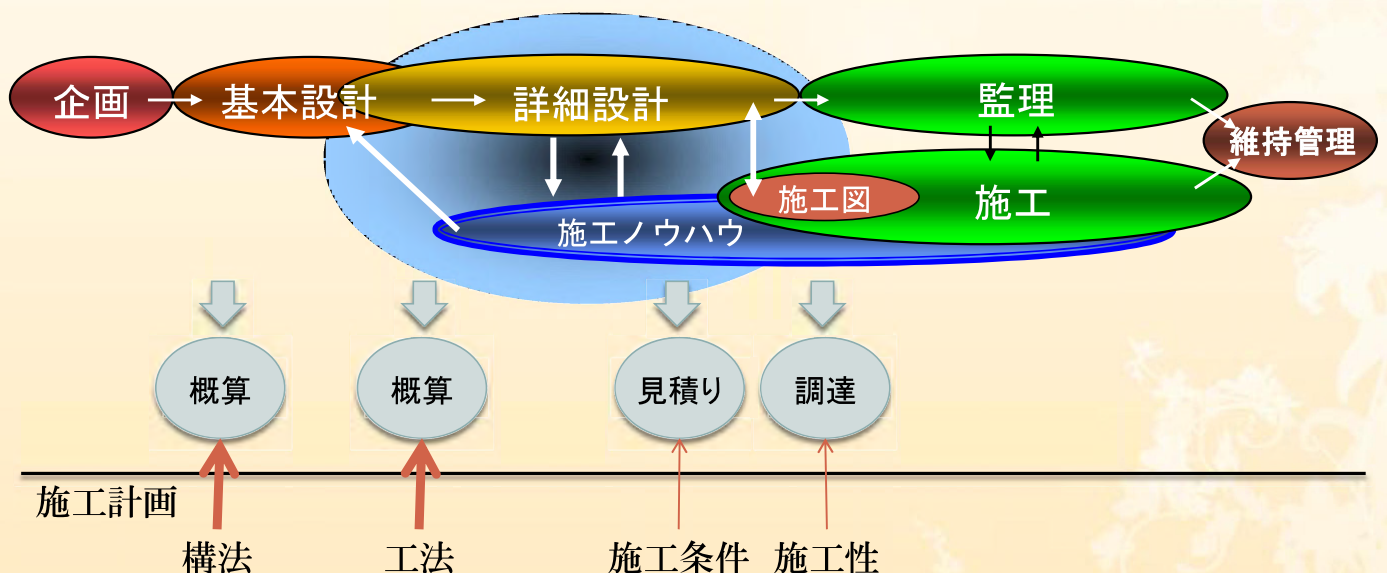 企画
基本設計
詳細設計
監理
維持管理
施工図
施工
施工ノウハウ
概算
概算
見積り
調達
施工計画
構法
工法
施工条件
施工性